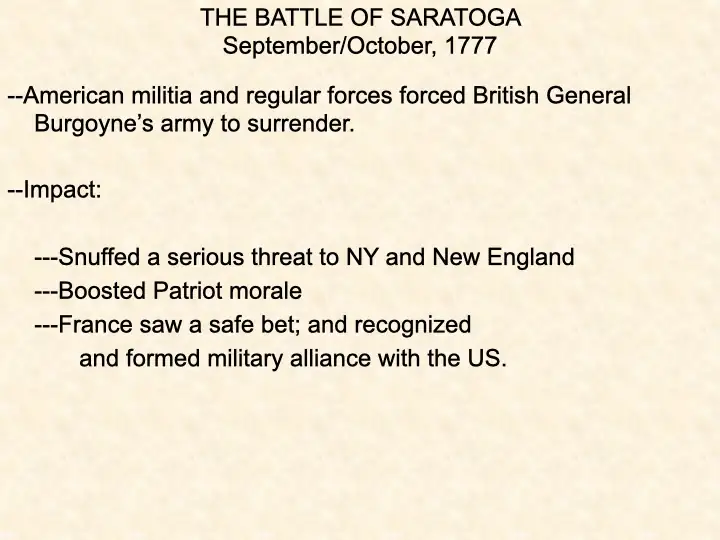 THE BATTLE OF SARATOGA
September/October, 1777
--American militia and regular forces forced British General
Burgoyne’s army to surrender.
--Impact:
---Snuffed a serious threat to NY and New England
---Boosted Patriot morale
---France saw a safe bet; and recognized
and formed military alliance with the US.